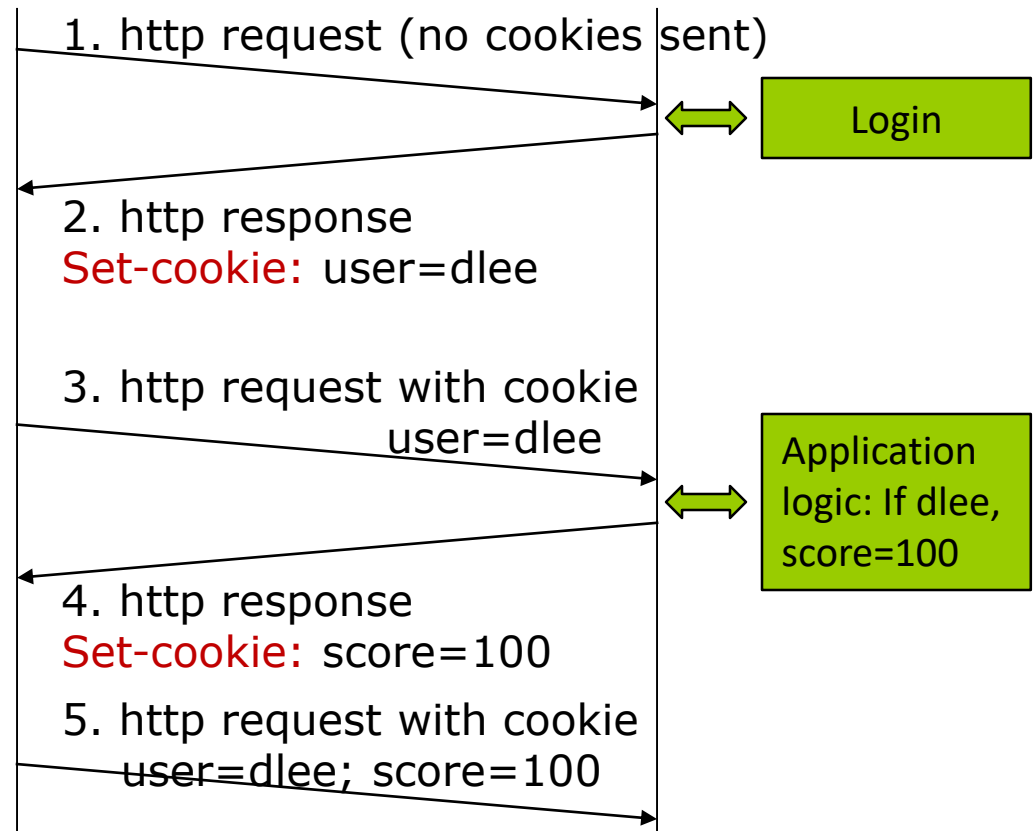 1. http request (no cookies sent)
Login
2. http response
Set-cookie: user=dlee
3. http request with cookie
user=dlee
Application
logic: If dlee,
score=100
4. http response
Set-cookie: score=100
5. http request with cookie
user=dlee; score=100